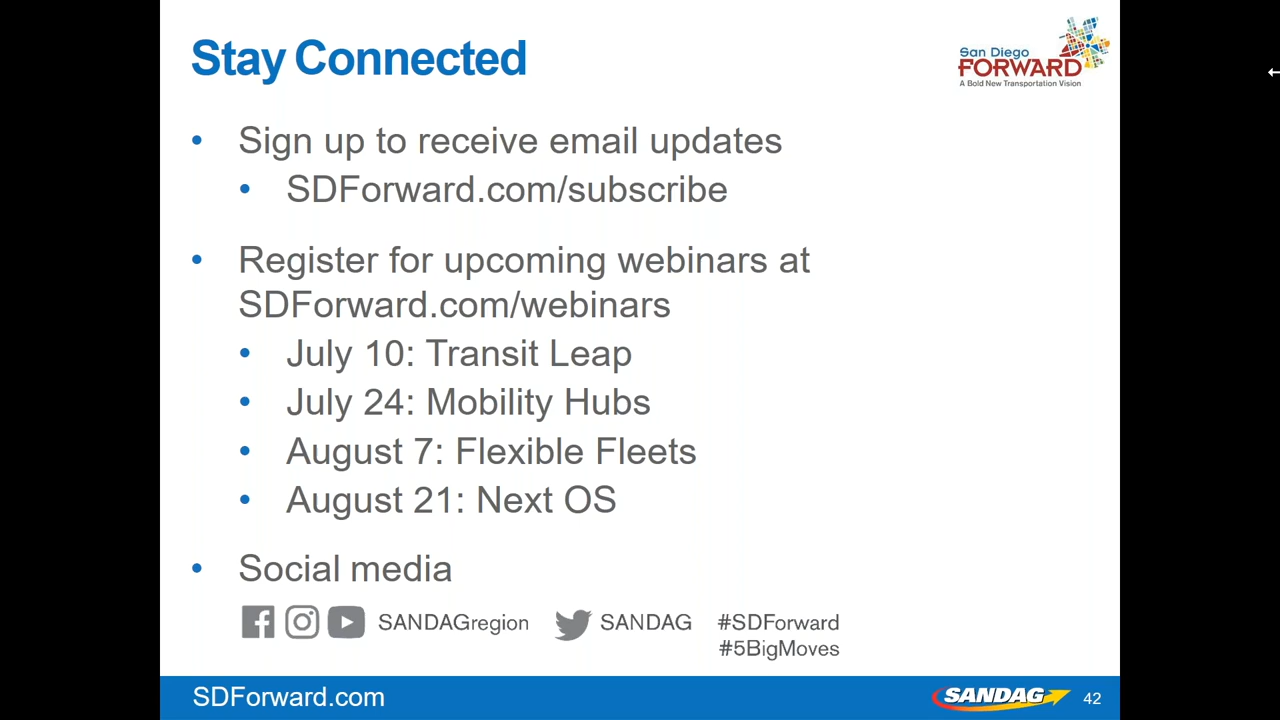 Stay Connected
San Diego
FORWARD
A Bold New Transportation Vision
• Sign up to receive email updates
• SDForward.com/subscribe
• Register for upcoming webinars at
SDForward.com/webinars
• July 10: Transit Leap
• July 24: Mobility Hubs
• August 7: Flexible Fleets
• August 21: Next OS
• Social media
SANDAGregion SANDAG #SDForward
#5BigMoves
SDForward.com
SANDAG 42